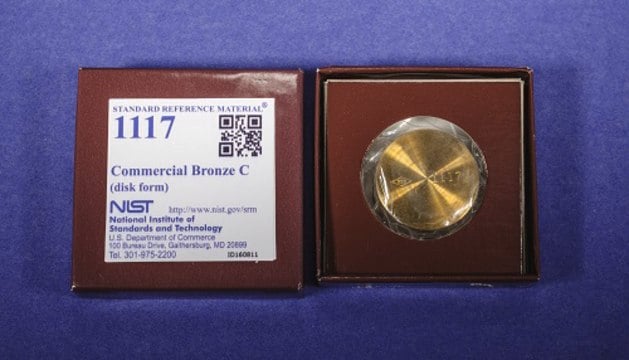 STANDARD REFERENCE MATERIAL®
1117
Commercial Bronze C
(disk form)
NIST http://www.nist.gov/srm
National Institute of
Standards and Technology
U.S. Department of Commerce
100 Bureau Drive, Gaithersburg, MD 20899
Tel. 301-975-2200 ID160811
1117